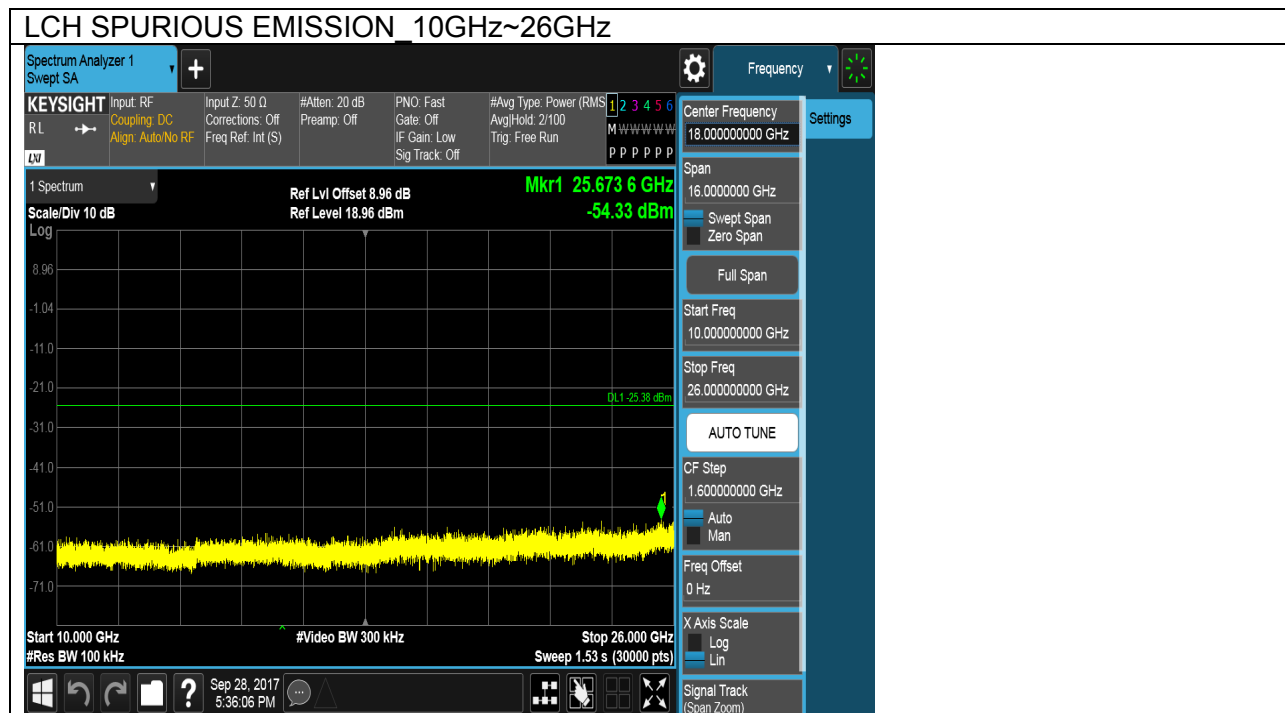 LCH SPURIOUS EMISSION_10GHz~26GHz
Spectrum Analyzer 1
Swept SA
+
Frequency
KEYSIGHT
RL
LXI
Input: RF
Coupling: DC
Align: Auto/No RF
Input Z: 50 Ω
Corrections: Off
Freq Ref: Int (S)
#Atten: 20 dB
Preamp: Off
PNO: Fast
Gate: Off
IF Gain: Low
Sig Track: Off
#Avg Type: Power (RMS
Avg|Hold: 2/100
Trig: Free Run
1 2 3 4 5 6
M W W W W W
P P P P P P
1 Spectrum
Scale/Div 10 dB
Log
Ref Lvl Offset 8.96 dB
Ref Level 18.96 dBm
Mkr1 25.673 6 GHz
-54.33 dBm
8.96
-1.04
-11.0
-21.0
DL1 -25.38 dBm
-31.0
-41.0
-51.0
1
-61.0
-71.0
Start 10.000 GHz
#Res BW 100 kHz
#Video BW 300 kHz
Stop 26.000 GHz
Sweep 1.53 s (30000 pts)
?
Sep 28, 2017
5:36:06 PM
Center Frequency
18.000000000 GHz
Span
16.0000000 GHz
Swept Span
Zero Span
Full Span
Start Freq
10.000000000 GHz
Stop Freq
26.000000000 GHz
AUTO TUNE
CF Step
1.600000000 GHz
Auto
Man
Freq Offset
0 Hz
X Axis Scale
Log
Lin
Signal Track
(Span Zoom)
Settings